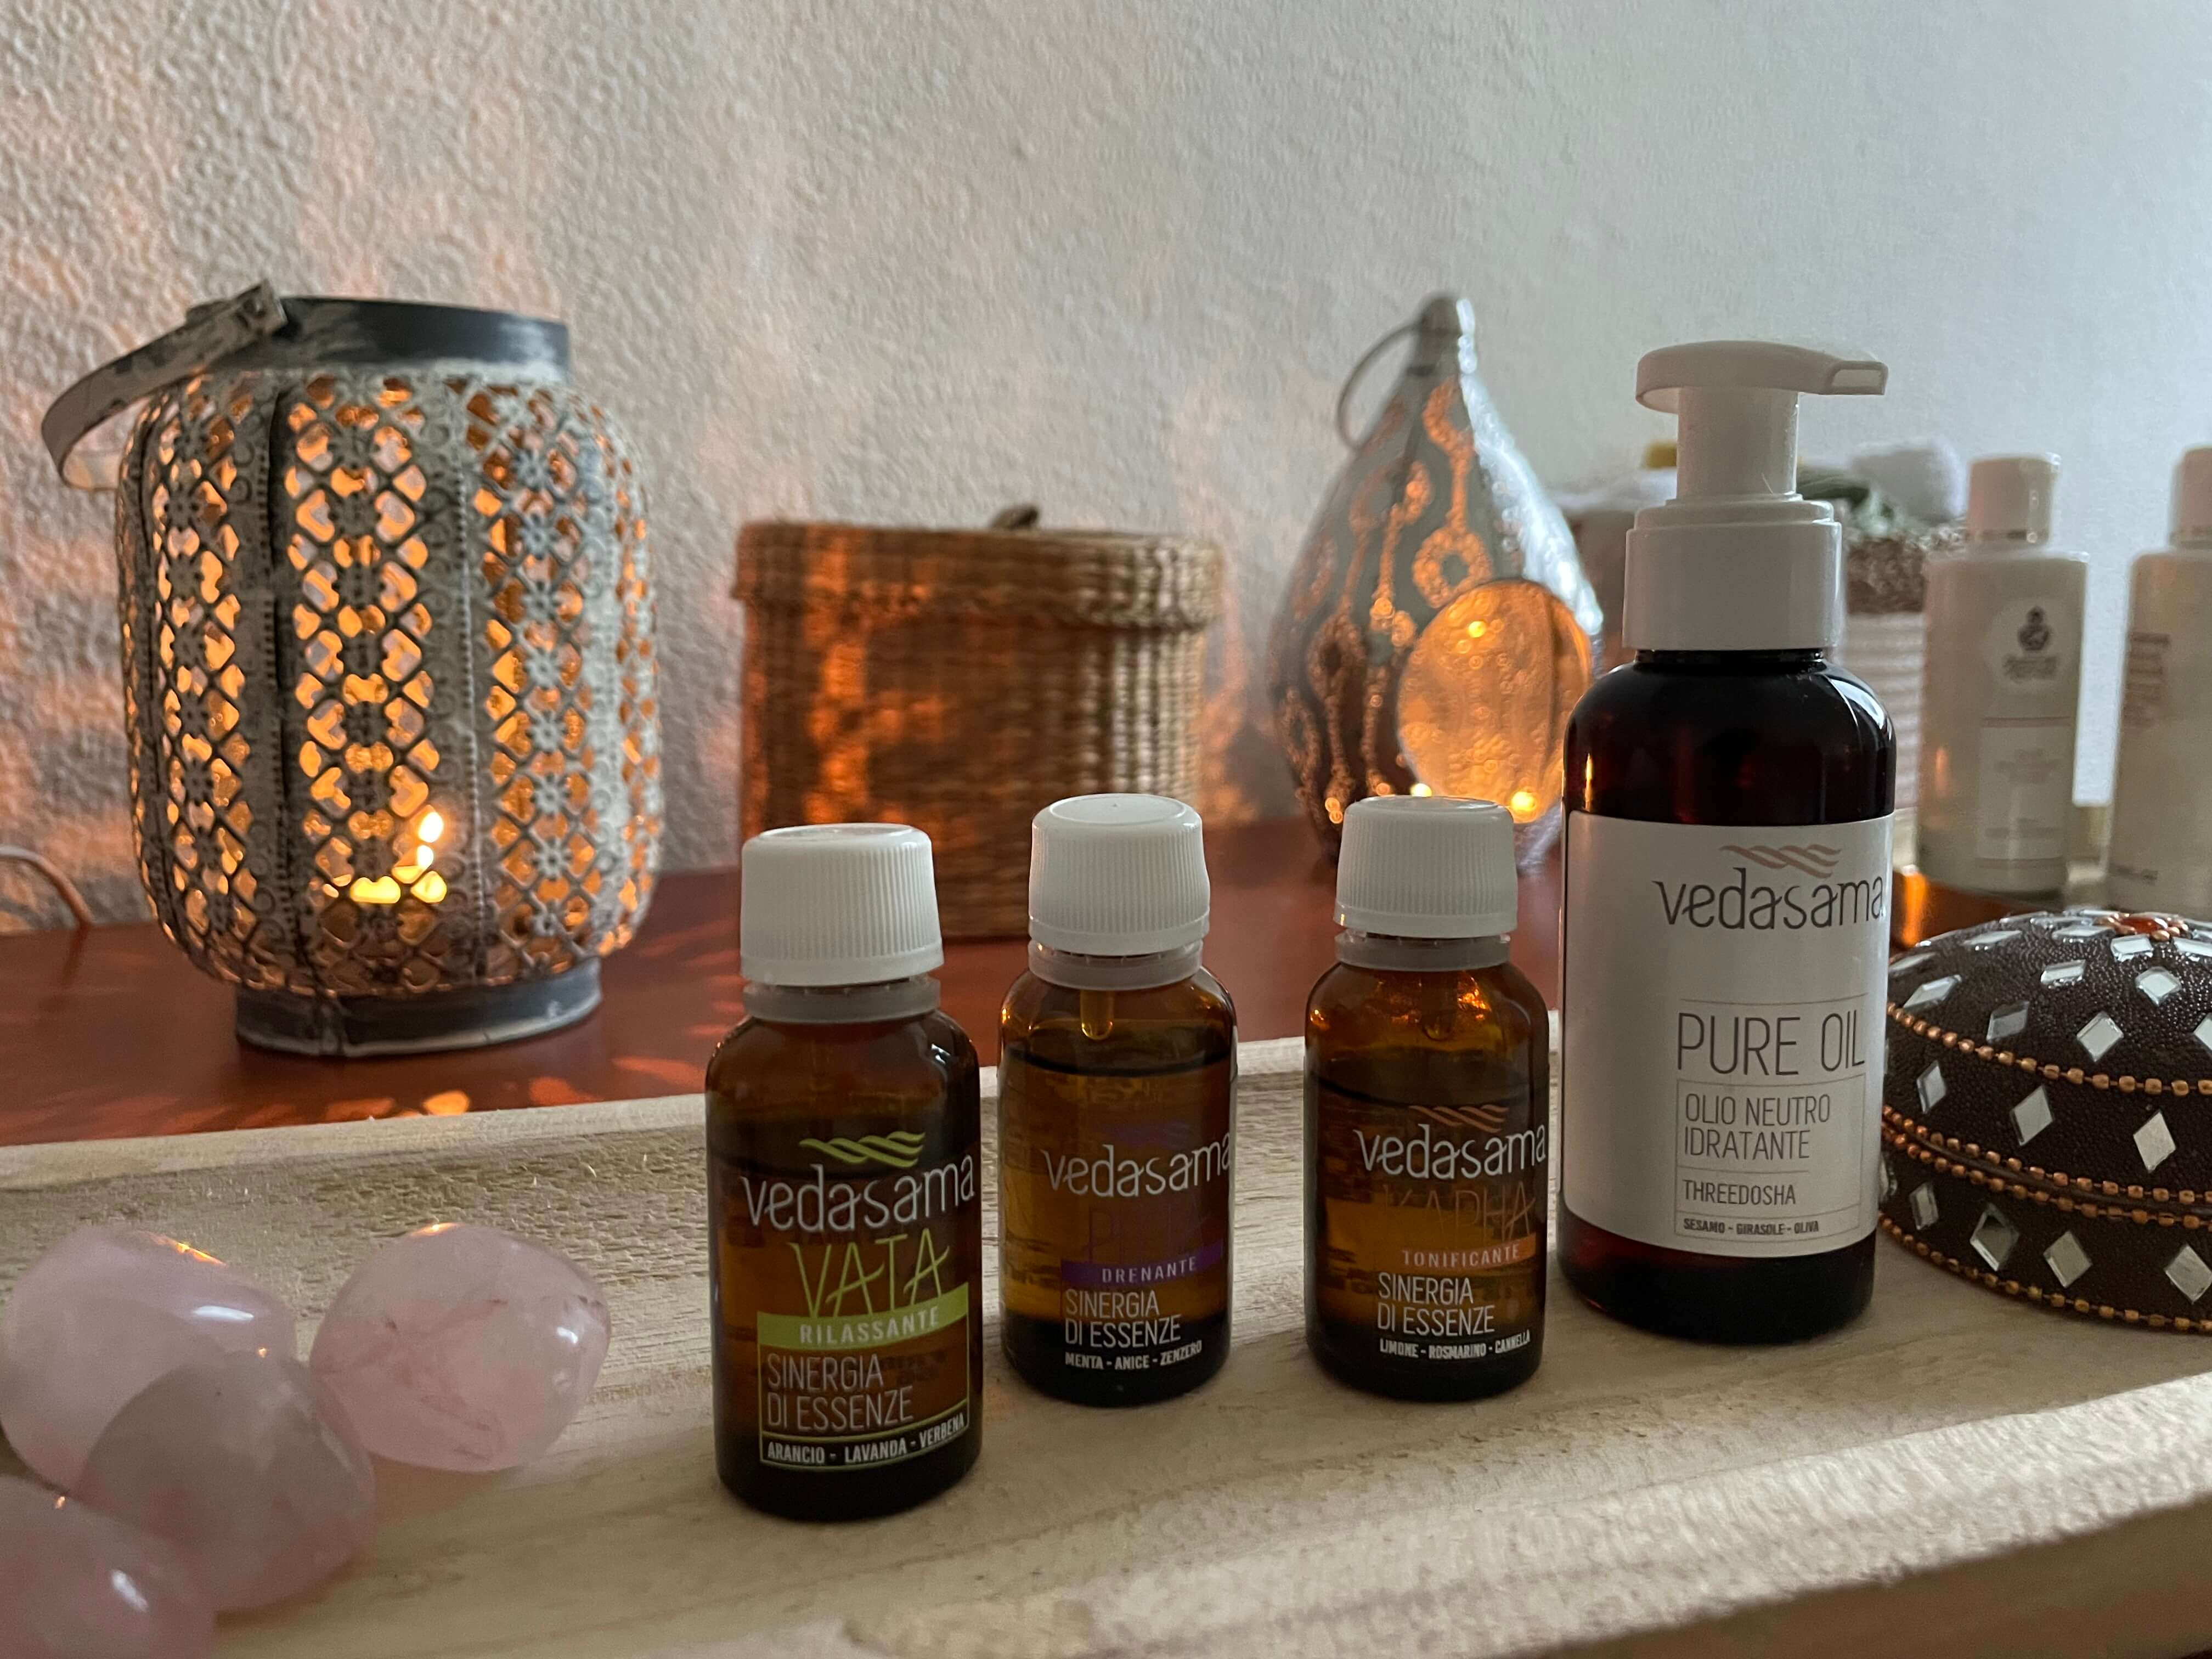 vedasama
VATA
RILASSANTE
SINERGIA
DI ESSENZE
ARANCIO - LAVANDA - VERBENA
vedasama
PITTA
DRENANTE
SINERGIA
DI ESSENZE
MENTA - ANICE - ZENZERO
vedasama
KAPHA
TONIFICANTE
SINERGIA
DI ESSENZE
LIMONE - ROSMARINO - CANNELLA
vedasama
PURE OIL
OLIO NEUTRO
IDRATANTE
THREEDOSHA
SESAMO - GIRASOLE - OLIVA